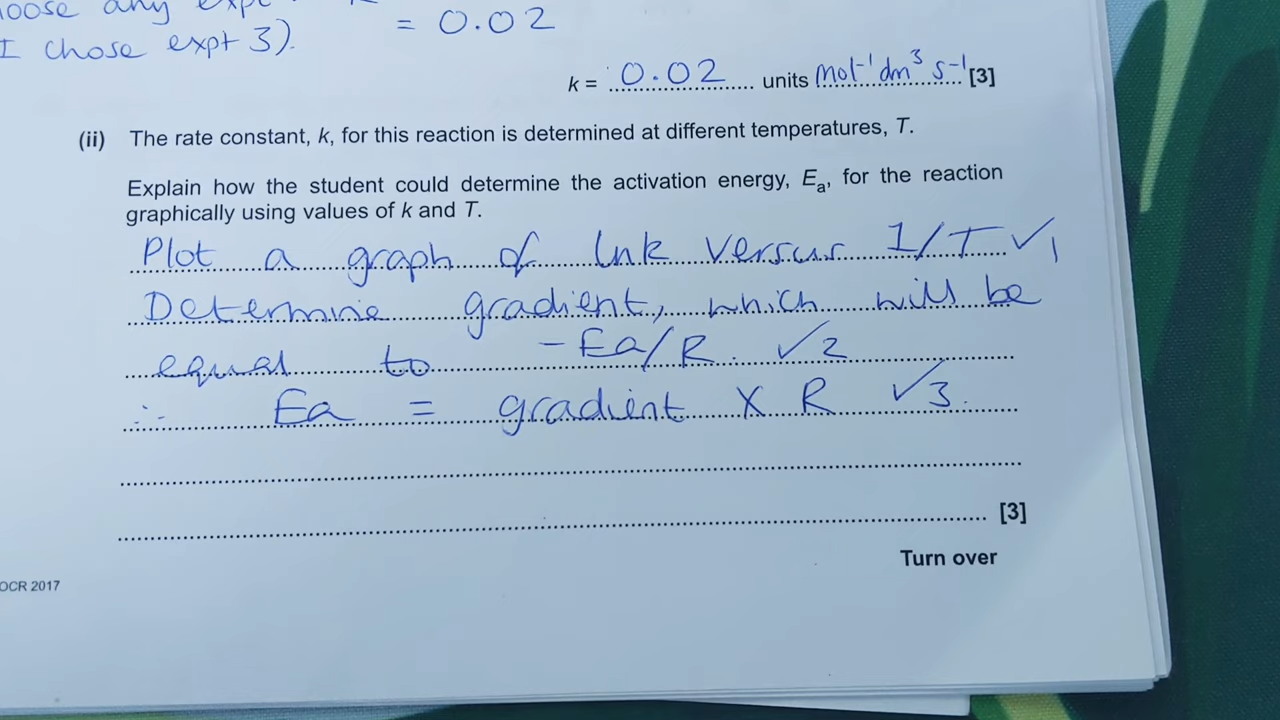 oose any expt
= 0.02
I chose expt 3).
k = 0.02 units mol⁻¹ dm³ s⁻¹ [3]
(ii) The rate constant, k, for this reaction is determined at different temperatures, T.
Explain how the student could determine the activation energy, Eₐ, for the reaction
graphically using values of k and T.
Plot a graph of lnk versus 1/T ✓1
Determine gradient, which will be
equal to -Ea/R. ✓2
∴ Ea = gradient X R ✓3.
[3]
Turn over
OCR 2017